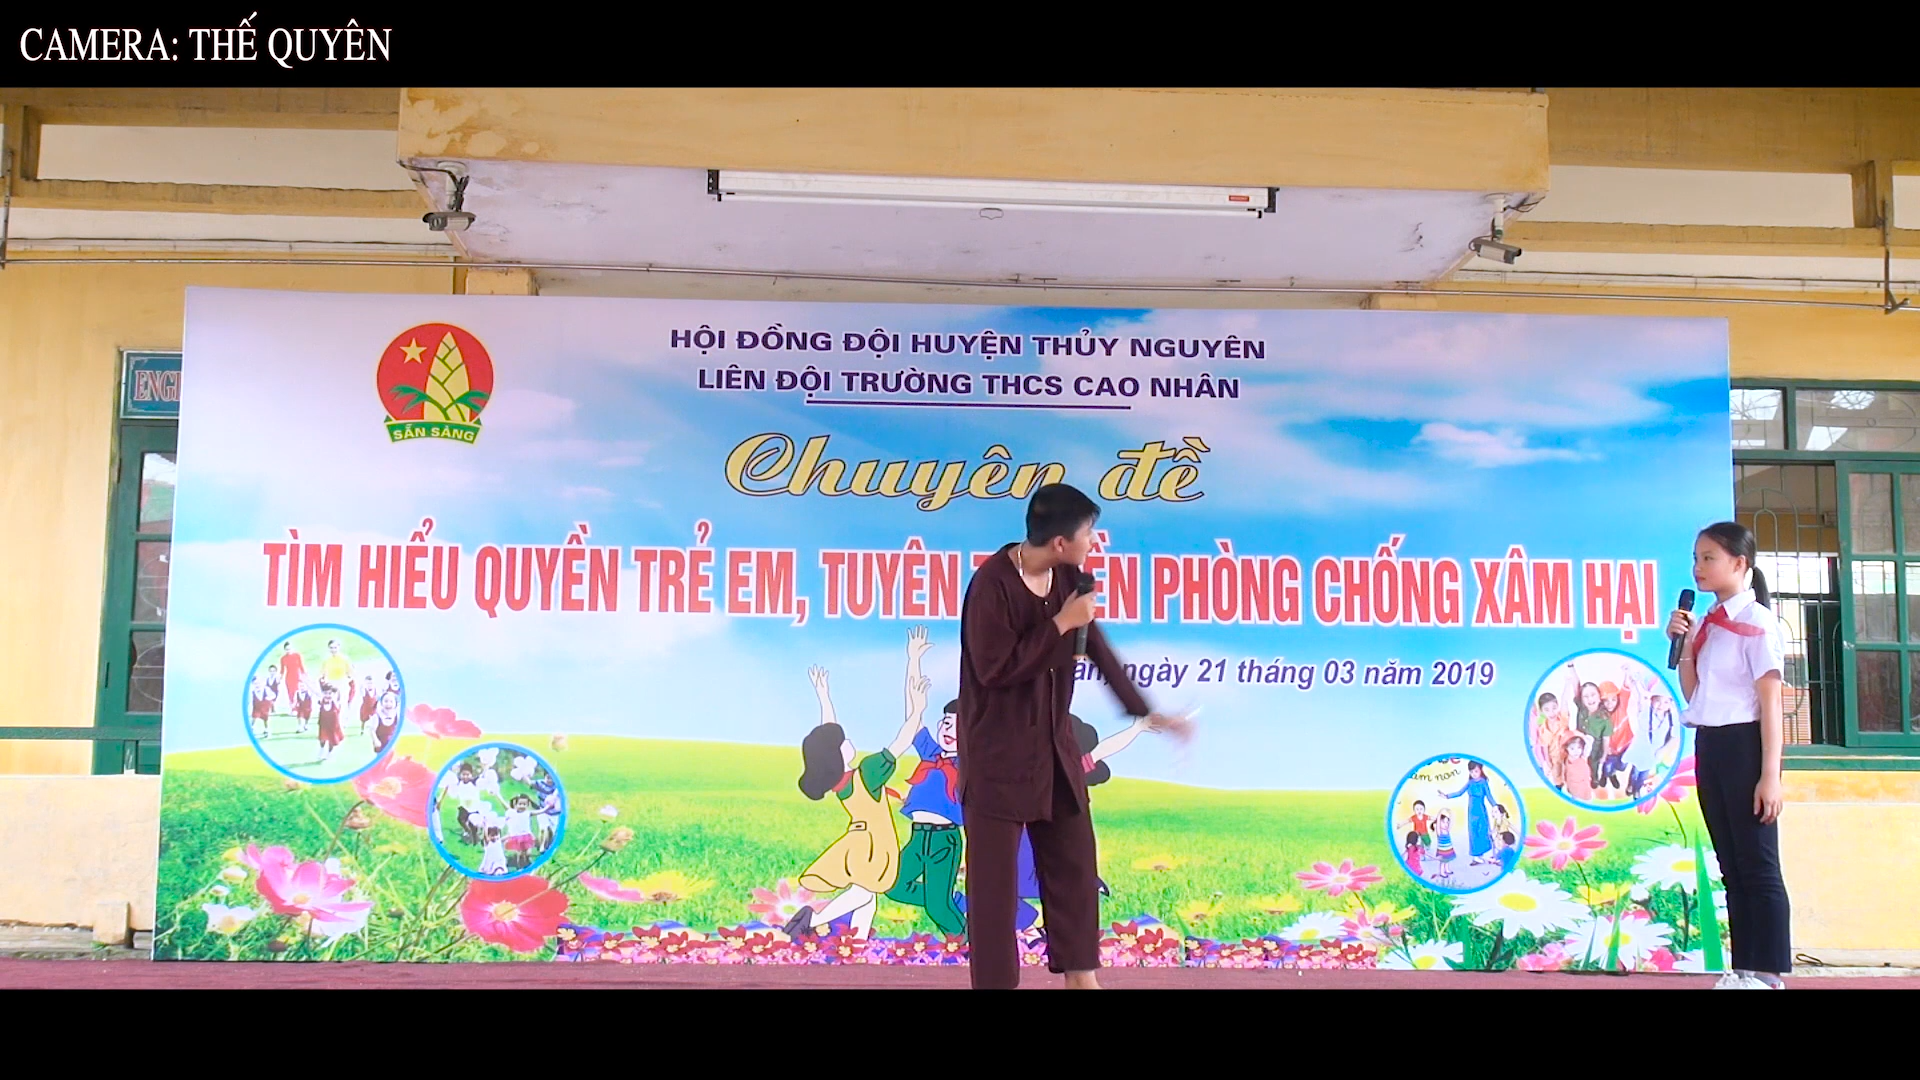 CAMERA: THẾ QUYÊN
HỘI ĐỒNG ĐỘI HUYỆN THỦY NGUYÊN
LIÊN ĐỘI TRƯỜNG THCS CAO NHÂN
SẴN SÀNG
Chuyên đề
TÌM HIỂU QUYỀN TRẺ EM, TUYÊN PHÒNG CHỐNG XÂM HẠI
ngày 21 tháng 03 năm 2019